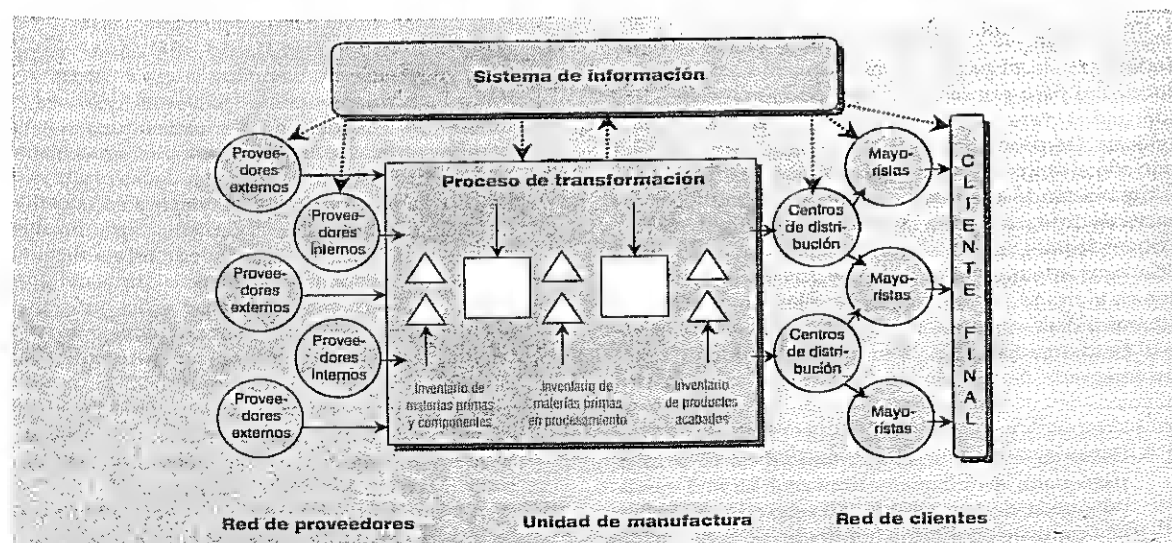 Sistema de información
Provee-
dores
externos
Provee-
dores
Internos
Provee-
dores
externos
Provee-
dores
Internos
Provee-
dores
externos
Proceso de transformación
Inventario de
materias primas
y componentes
Inventario de
materias primas
en procesamiento
Inventario
de productos
acabados
Centros
de distri-
bución
Centros
de distri-
bución
Mayo-
ristas
Mayo-
ristas
Mayo-
ristas
CLIENTE FINAL
Red de proveedores
Unidad de manufactura
Red de clientes